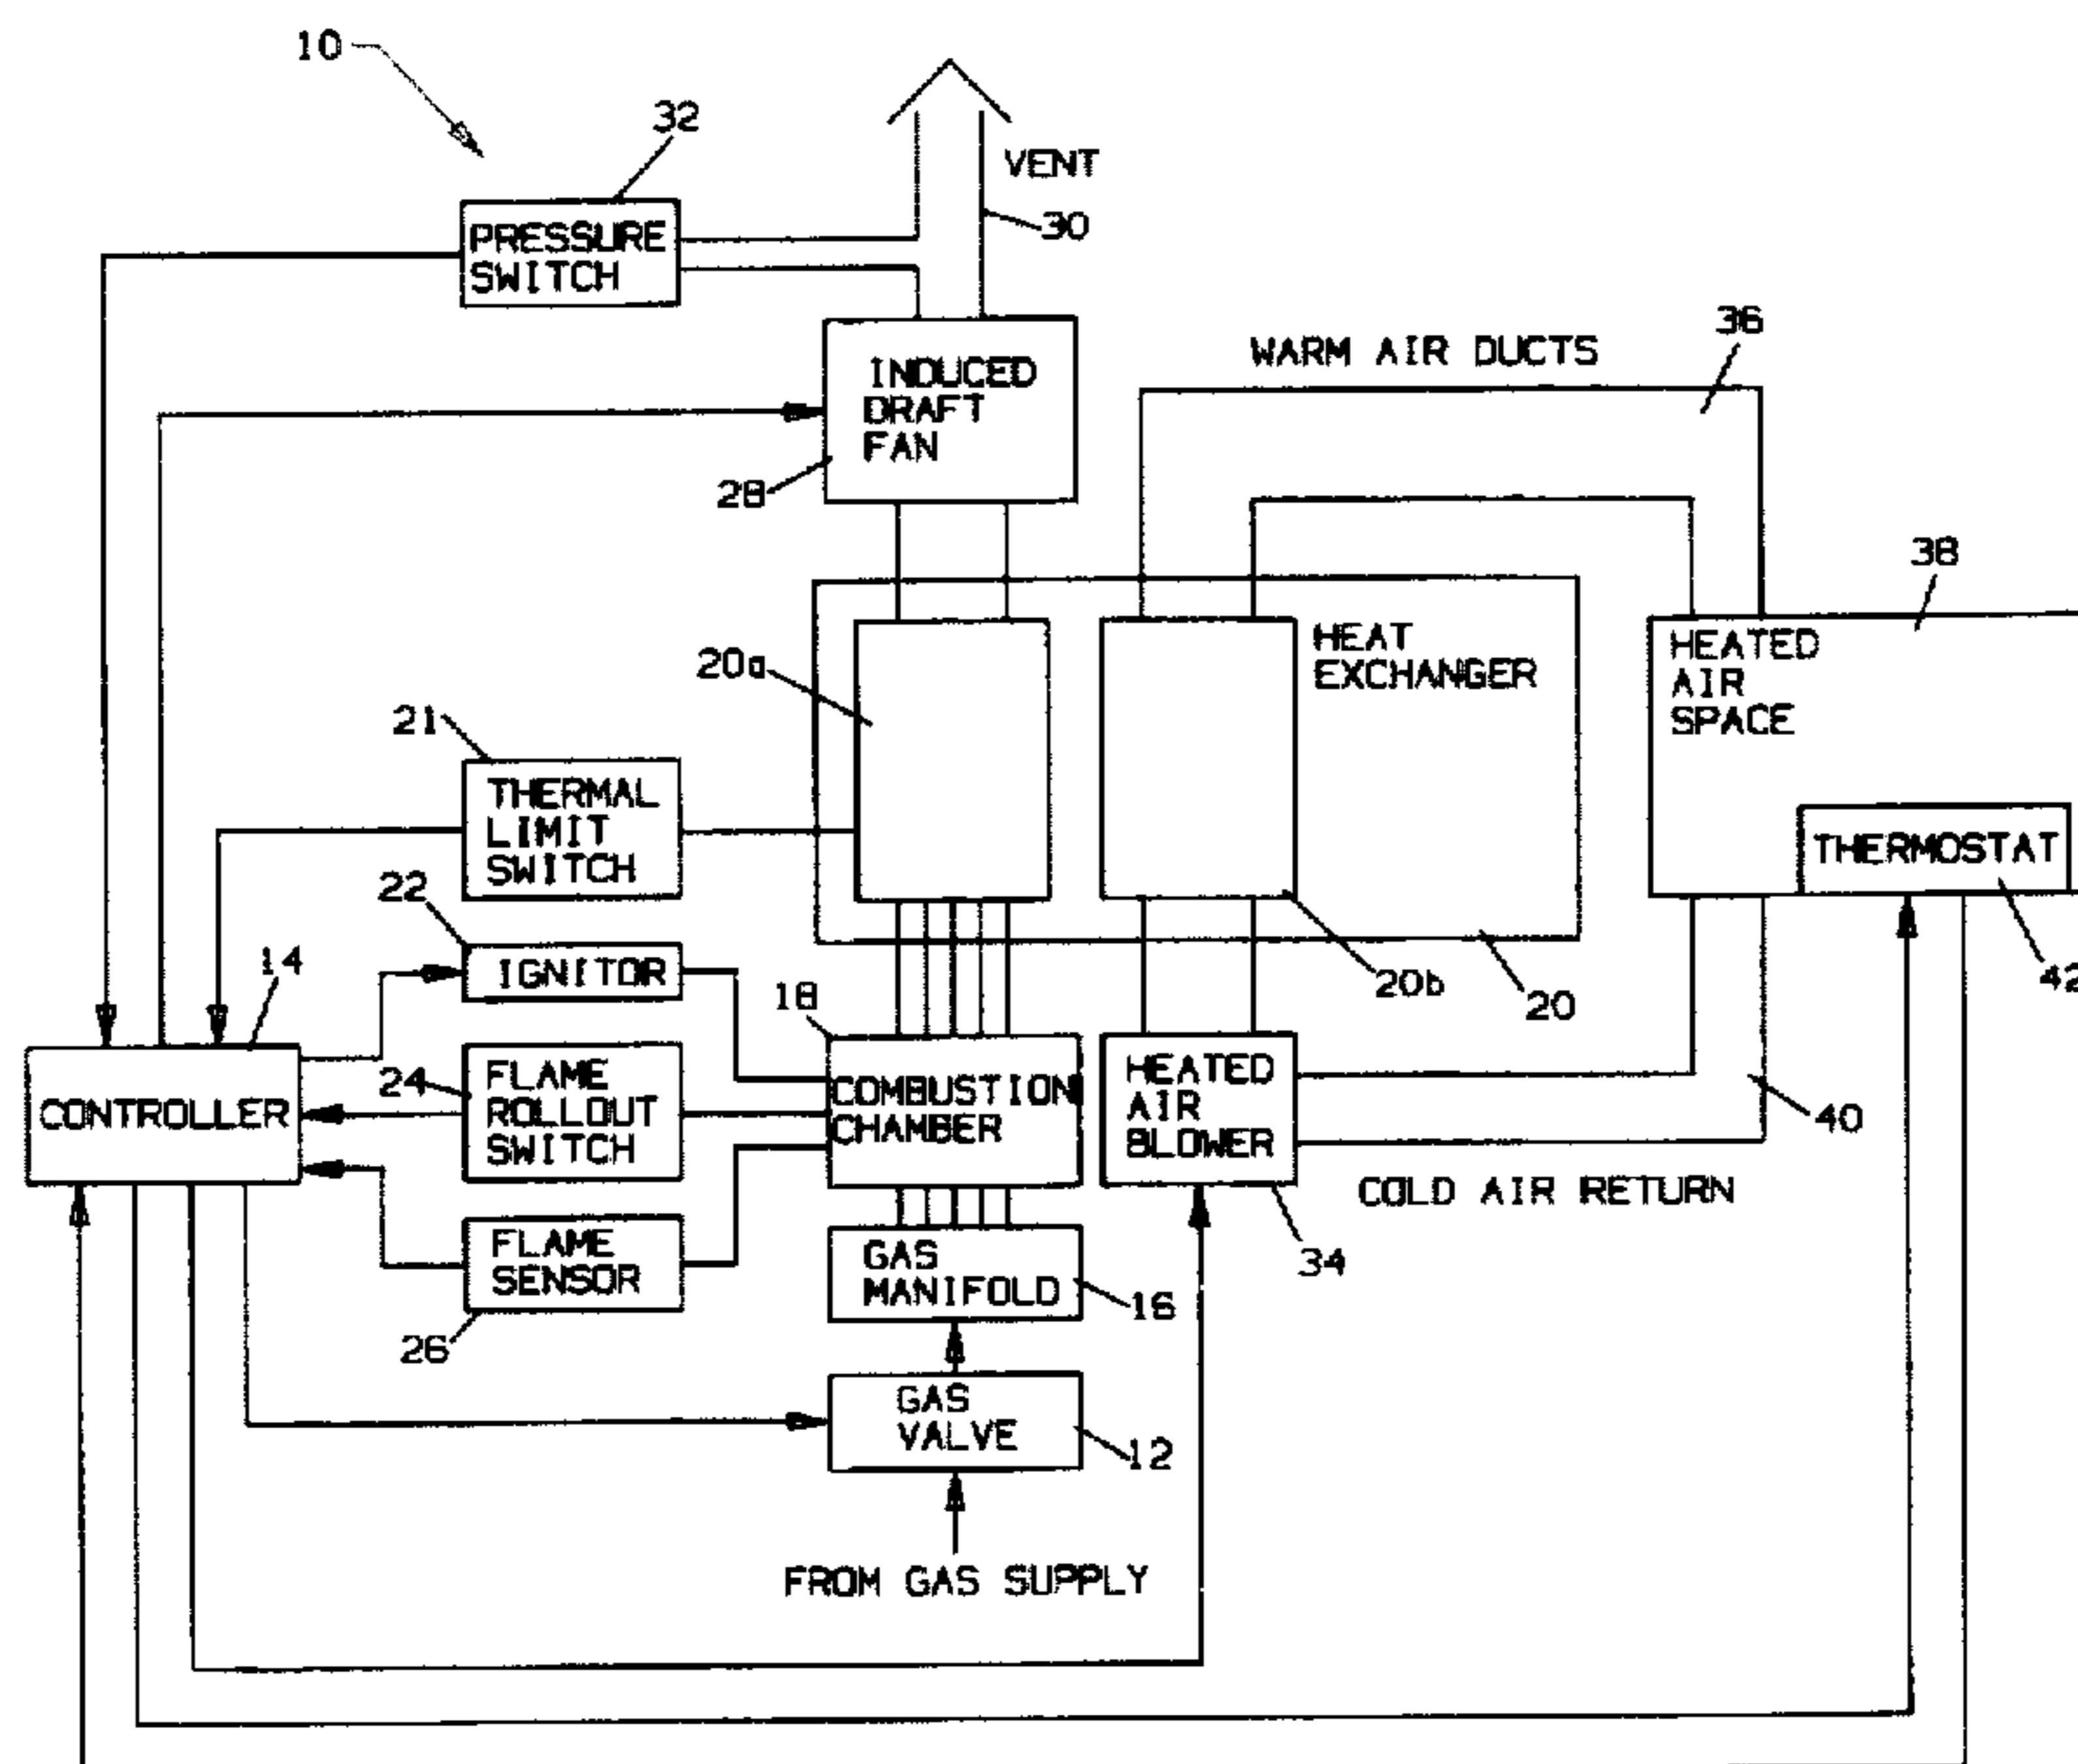 10
32
VENT
30
PRESSURE
SWITCH
36
WARM AIR DUCTS
INDUCED
DRAFT
FAN
28
38
HEAT
EXCHANGER
HEATED
AIR
SPACE
20a
21
THERMAL
LIMIT
SWITCH
THERMOSTAT
22
14
IGNITOR
18
20b
20
42
24
FLAME
ROLLOUT
SWITCH
CONTROLLER
COMBUSTION
CHAMBER
HEATED
AIR
BLOWER
40
COLD AIR RETURN
FLAME
SENSOR
GAS
MANIFOLD
34
16
26
GAS
VALVE
12
FROM GAS SUPPLY